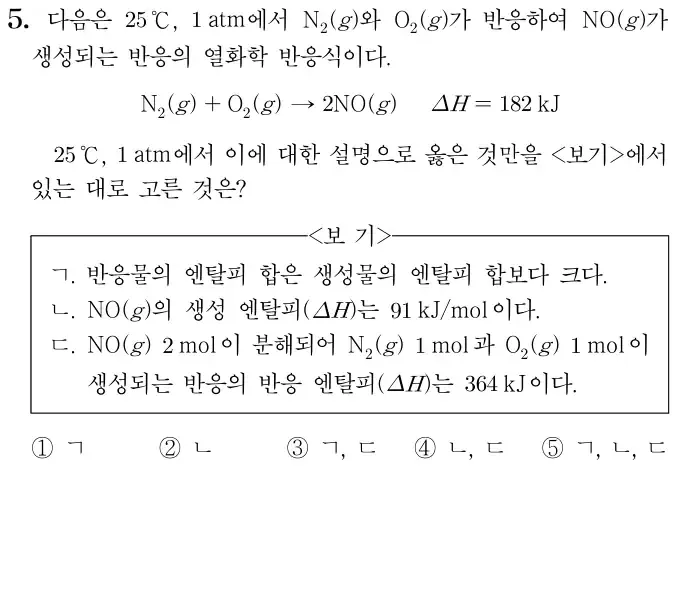 5. 다음은 25℃, 1 atm에서 N₂(g)와 O₂(g)가 반응하여 NO(g)가
생성되는 반응의 열화학 반응식이다.
N₂(g) + O₂(g) → 2NO(g) ΔH = 182 kJ
25℃, 1 atm에서 이에 대한 설명으로 옳은 것만을 <보기>에서
있는 대로 고른 것은?
<보 기>
ㄱ. 반응물의 엔탈피 합은 생성물의 엔탈피 합보다 크다.
ㄴ. NO(g)의 생성 엔탈피(ΔH)는 91 kJ/mol이다.
ㄷ. NO(g) 2 mol이 분해되어 N₂(g) 1 mol과 O₂(g) 1 mol이
생성되는 반응의 반응 엔탈피(ΔH)는 364 kJ이다.
① ㄱ ② ㄴ ③ ㄱ, ㄷ ④ ㄴ, ㄷ ⑤ ㄱ, ㄴ, ㄷ